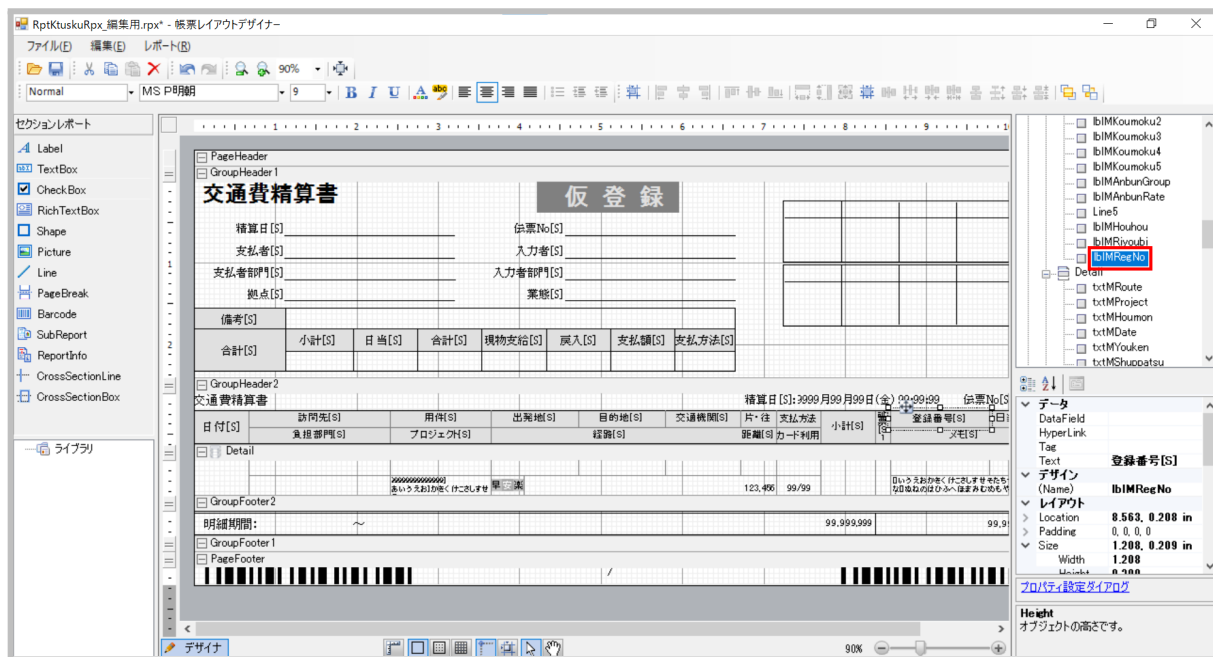 RptKtuskuRpx_編集用.rpx* - 帳票レイアウトデザイナー
ファイル(F) 編集(E) レポート(R)
90%
Normal MS P明朝 9 B I U
セクションレポート
Label
TextBox
CheckBox
RichTextBox
Shape
Picture
Line
PageBreak
Barcode
SubReport
ReportInfo
CrossSectionLine
CrossSectionBox
ライブラリ
1 2 3 4 5 6 7 8 9
PageHeader
GroupHeader1
交通費精算書 仮 登 録
精算日[S] 伝票No[S]
支払者[S] 入力者[S]
支払者部門[S] 入力者部門[S]
拠点[S] 業態[S]
備考[S]
合計[S] 小計[S] 日当[S] 合計[S] 現物支給[S] 戻入[S] 支払額[S] 支払方法[S]
GroupHeader2
交通費精算書 精算日[S]:9999月99月99日(金) 99:99:99 伝票No[S
日付[S] 訪問先[S] 用件[S] 出発地[S] 目的地[S] 交通機関[S] 片・往 支払方法 小計[S] 登録番号[S]
負担部門[S] プロジェクト[S] 経路[S] 距離[S] カード利用 メモ[S]
Detail
あいうえおかきくけこさしすせ 早 安 楽 123,456 99/99
GroupFooter2
明細期間: ～ 99,999,999 99,9
GroupFooter1
PageFooter
/
デザイナ 90%
lblMKoumoku2
lblMKoumoku3
lblMKoumoku4
lblMKoumoku5
lblMAnbunGroup
lblMAnbunRate
Line5
lblMHouhou
lblMRiyoubi
lblMRegNo
Detail
txtMRoute
txtMProject
txtMHoumon
txtMDate
txtMYouken
txtMShuppatsu
データ
DataField
HyperLink
Tag
Text 登録番号[S]
デザイン
(Name) lblMRegNo
レイアウト
Location 8.563, 0.208 in
Padding 0, 0, 0, 0
Size 1.208, 0.209 in
Width 1.208
Height 0.209
プロパティ設定ダイアログ
Height
オブジェクトの高さです。